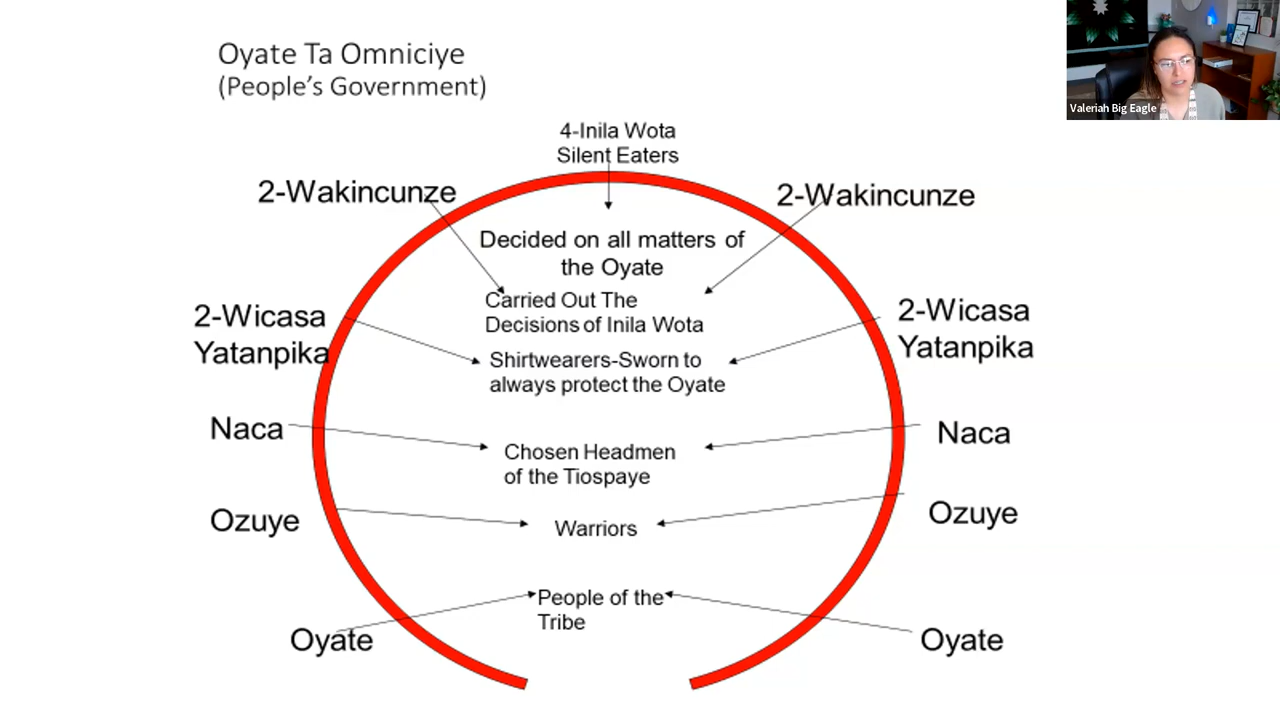 Oyate Ta Omniciye
(People's Government)
Valeriah Big Eagle
4-Inila Wota
Silent Eaters
2-Wakincunze
2-Wakincunze
Decided on all matters of
the Oyate
Carried Out The
Decisions of Inila Wota
2-Wicasa
Yatanpika
2-Wicasa
Yatanpika
Shirtwearers-Sworn to
always protect the Oyate
Naca
Naca
Chosen Headmen
of the Tiospaye
Ozuye
Ozuye
Warriors
People of the
Tribe
Oyate
Oyate